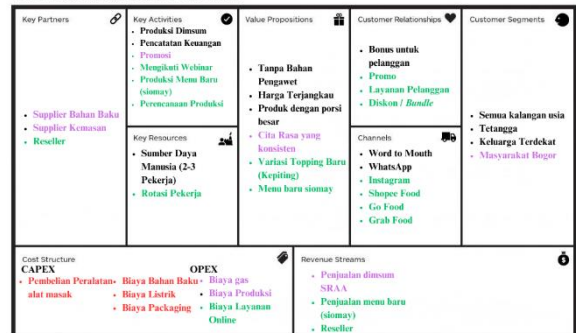 Key Partners
Supplier Bahan Baku
Supplier Kemasan
Reseller
Key Activities
Produksi Dimsum
Pencatatan Keuangan
Promosi
Mengikuti Webinar
Produksi Menu Baru
(siomay)
Perencanaan Produksi
Key Resources
Sumber Daya
Manusia (2-3
Pekerja)
Rotasi Pekerja
Value Propositions
Tanpa Bahan
Pengawet
Harga Terjangkau
Produk dengan porsi
besar
Cita Rasa yang
konsisten
Variasi Topping Baru
(Kepiting)
Menu baru siomay
Customer Relationships
Bonus untuk
pelanggan
Promo
Layanan Pelanggan
Diskon / Bundle
Channels
Word to Mouth
WhatsApp
Instagram
Shopee Food
Go Food
Grab Food
Customer Segments
Semua kalangan usia
Tetangga
Keluarga Terdekat
Masyarakat Bogor
Cost Structure
CAPEX
Pembelian Peralatan
alat masak
OPEX
Biaya Bahan Baku
Biaya Listrik
Biaya Packaging
Biaya gas
Biaya Produksi
Biaya Layanan
Online
Revenue Streams
Penjualan dimsum
SRAA
Penjualan menu baru
(siomay)
Reseller